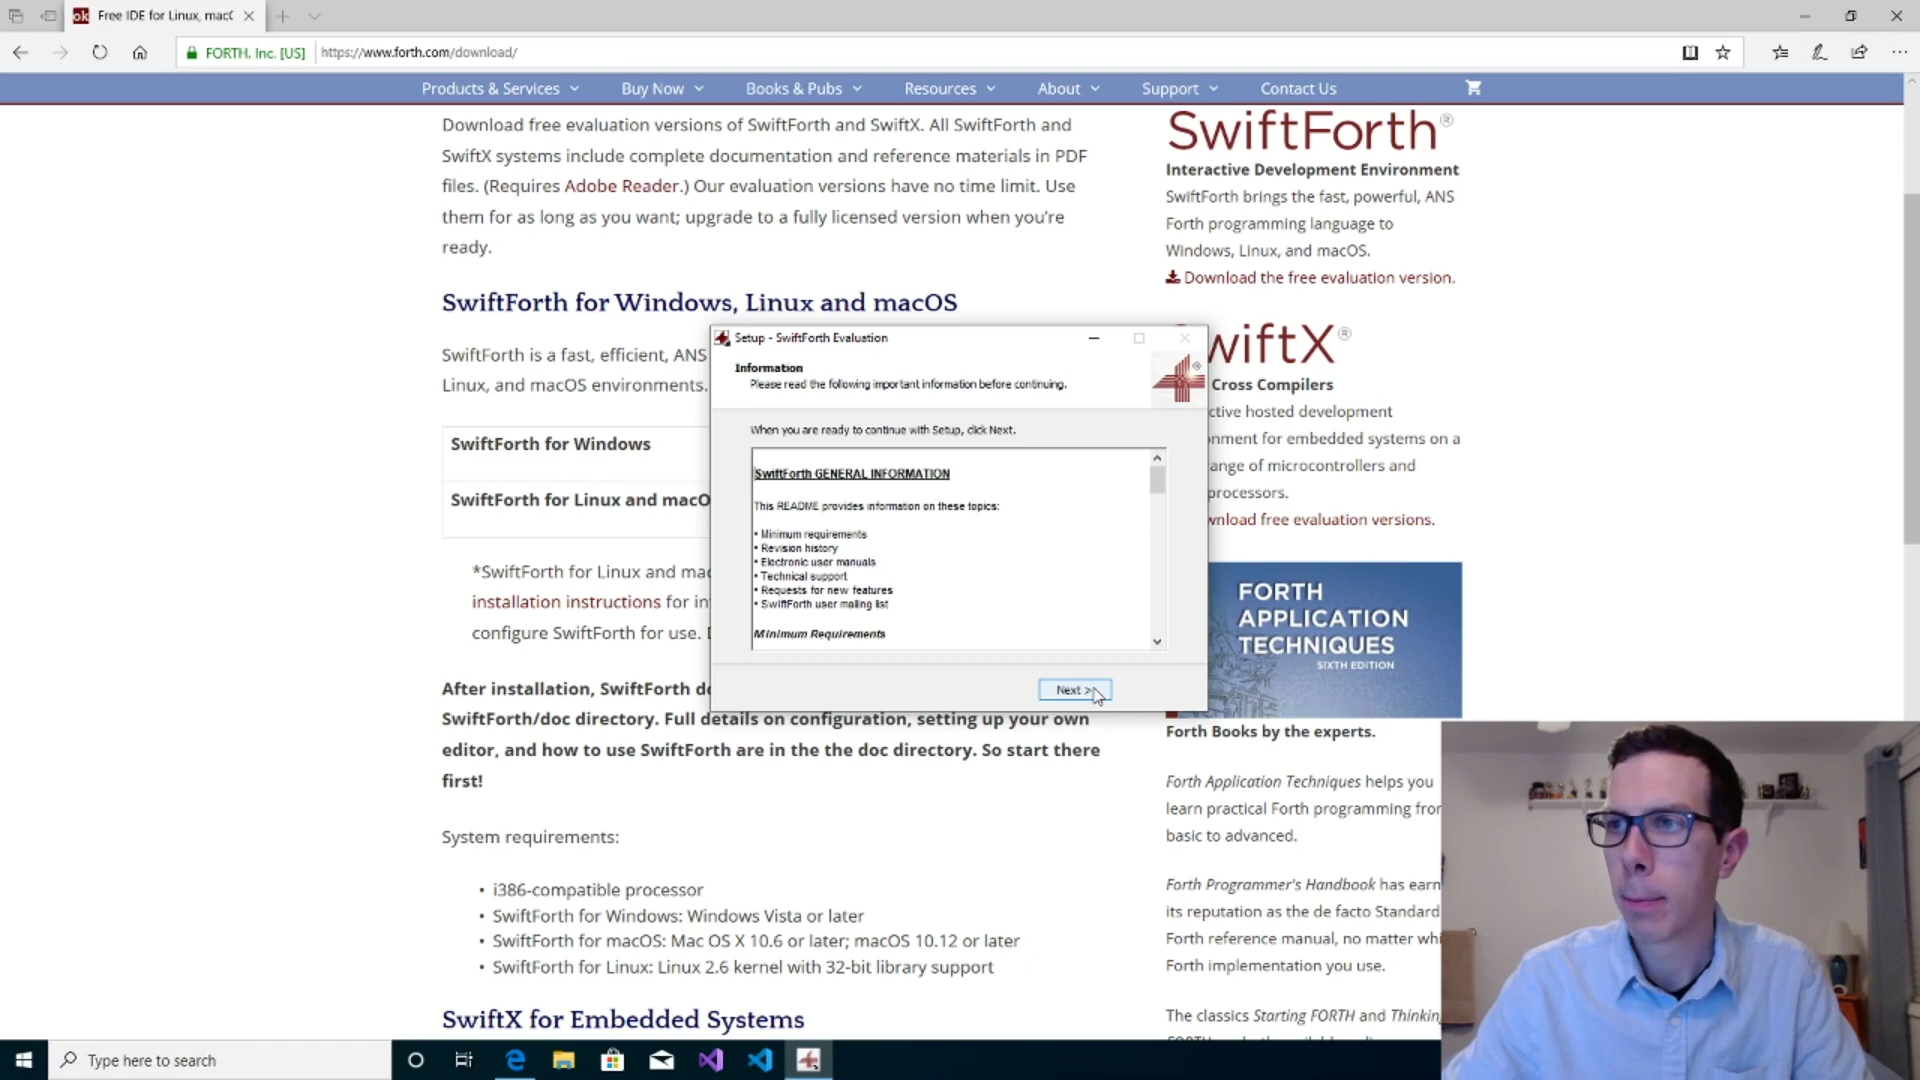 Free IDE for Linux, mac
FORTH, Inc. [US]
https://www.forth.com/download/
Products & Services
Buy Now
Books & Pubs
Resources
About
Support
Contact Us
Download free evaluation versions of SwiftForth and SwiftX. All SwiftForth and
SwiftX systems include complete documentation and reference materials in PDF
files. (Requires Adobe Reader.) Our evaluation versions have no time limit. Use
them for as long as you want; upgrade to a fully licensed version when you're
ready.
SwiftForth for Windows, Linux and macOS
SwiftForth is a fast, efficient, ANS
Linux, and macOS environments.
SwiftForth for Windows
SwiftForth for Linux and macO
*SwiftForth for Linux and mac
installation instructions for in
configure SwiftForth for use.
After installation, SwiftForth do
SwiftForth/doc directory. Full details on configuration, setting up your own
editor, and how to use SwiftForth are in the the doc directory. So start there
first!
System requirements:
• i386-compatible processor
• SwiftForth for Windows: Windows Vista or later
• SwiftForth for macOS: Mac OS X 10.6 or later; macOS 10.12 or later
• SwiftForth for Linux: Linux 2.6 kernel with 32-bit library support
SwiftX for Embedded Systems
Setup - SwiftForth Evaluation
Information
Please read the following important information before continuing.
When you are ready to continue with Setup, click Next.
SwiftForth GENERAL INFORMATION
This README provides information on these topics:
• Minimum requirements
• Revision history
• Electronic user manuals
• Technical support
• Requests for new features
• SwiftForth user mailing list
Minimum Requirements
Next >
SwiftForth®
Interactive Development Environment
SwiftForth brings the fast, powerful, ANS
Forth programming language to
Windows, Linux, and macOS.
Download the free evaluation version.
wiftX®
Cross Compilers
ctive hosted development
nment for embedded systems on a
ange of microcontrollers and
processors.
wnload free evaluation versions.
FORTH
APPLICATION
TECHNIQUES
SIXTH EDITION
Forth Books by the experts.
Forth Application Techniques helps you
learn practical Forth programming fror
basic to advanced.
Forth Programmer's Handbook has earn
its reputation as the de facto Standard
Forth reference manual, no matter whi
Forth implementation you use.
The classics Starting FORTH and Thinkin
Type here to search